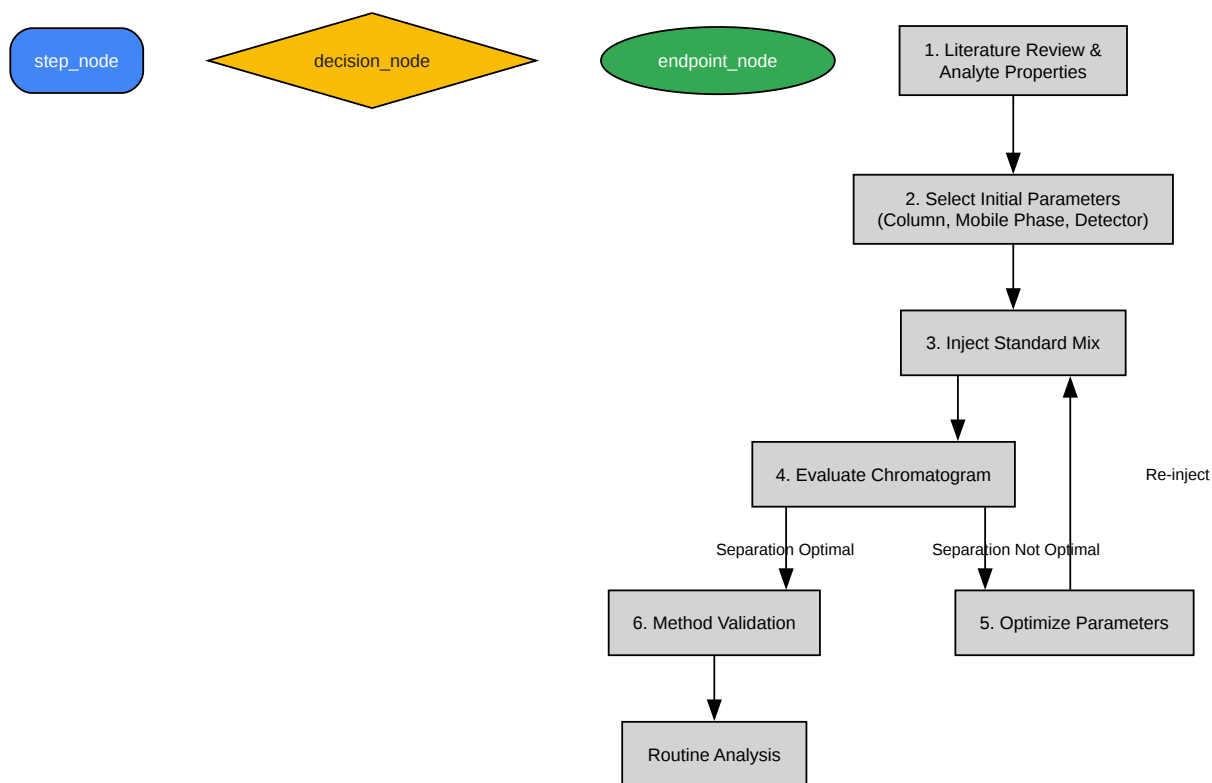 step_node
decision_node
endpoint_node
1. Literature Review &
Analyte Properties
2. Select Initial Parameters
(Column, Mobile Phase, Detector)
3. Inject Standard Mix
4. Evaluate Chromatogram
Re-inject
Separation Optimal
Separation Not Optimal
6. Method Validation
5. Optimize Parameters
Routine Analysis